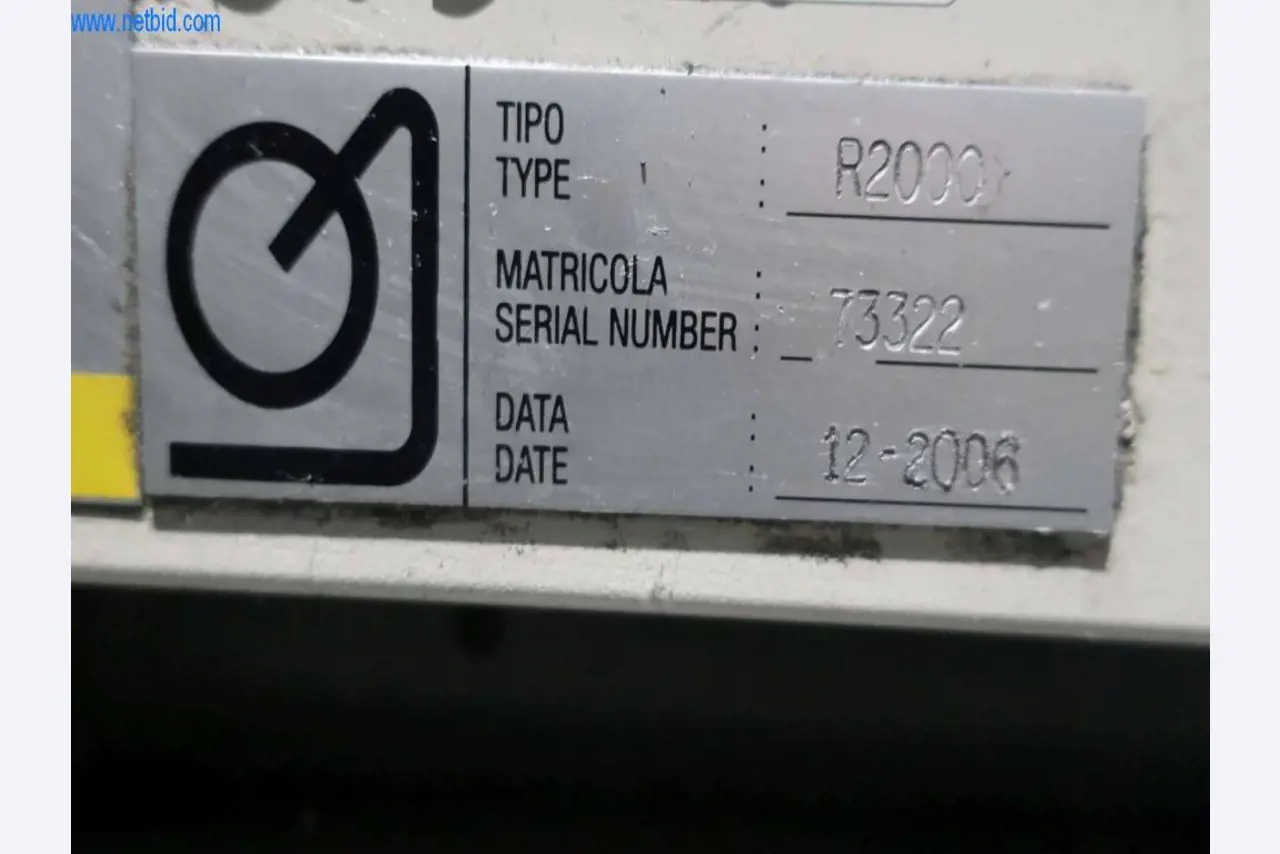 www.netbid.com
TIPO
TYPE : R2000
MATRICOLA
SERIAL NUMBER : 73322
DATA
DATE : 12-2006